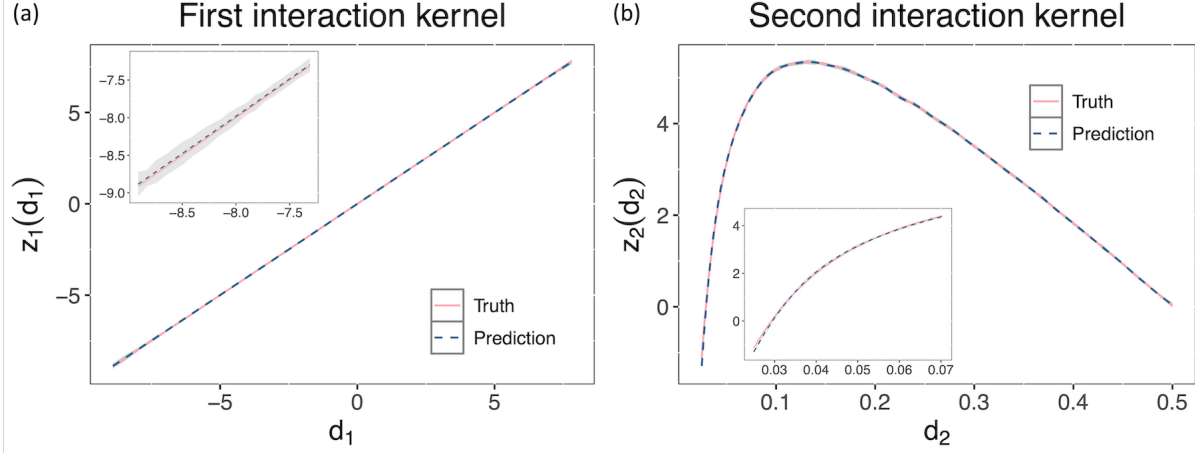 (a)
First interaction kernel
z₁(d₁)
5
0
−5
−7.5
−8.0
−8.5
−9.0
−8.5 −8.0 −7.5
Truth
Prediction
−5 0 5
d₁
(b)
Second interaction kernel
z₂(d₂)
4
2
0
Truth
Prediction
4
2
0
0.03 0.04 0.05 0.06 0.07
0.1 0.2 0.3 0.4 0.5
d₂